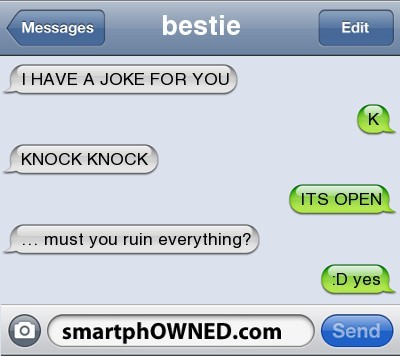 Messages bestie Edit
I HAVE A JOKE FOR YOU
K
KNOCK KNOCK
ITS OPEN
... must you ruin everything?
:D yes
smartphOWNED.com Send